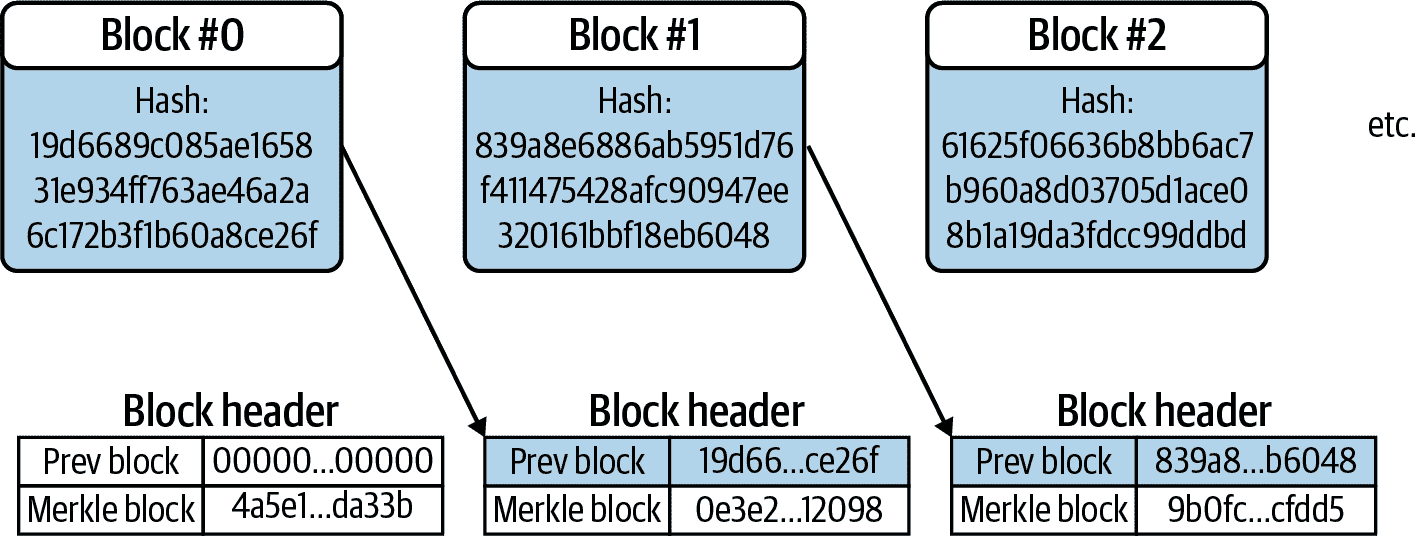 Block #0
Hash:
19d6689c085ae1658
31e934ff763ae46a2a
6c172b3f1b60a8ce26f
Block #1
Hash:
839a8e6886ab5951d76
f411475428afc90947ee
320161bbf18eb6048
Block #2
Hash:
61625f06636b8bb6ac7
b960a8d03705d1ace0
8b1a19da3fdcc99ddbd
etc.
Block header
Prev block 00000...00000
Merkle block 4a5e1...da33b
Block header
Prev block 19d66...ce26f
Merkle block 0e3e2...12098
Block header
Prev block 839a8...b6048
Merkle block 9b0fc...cfdd5